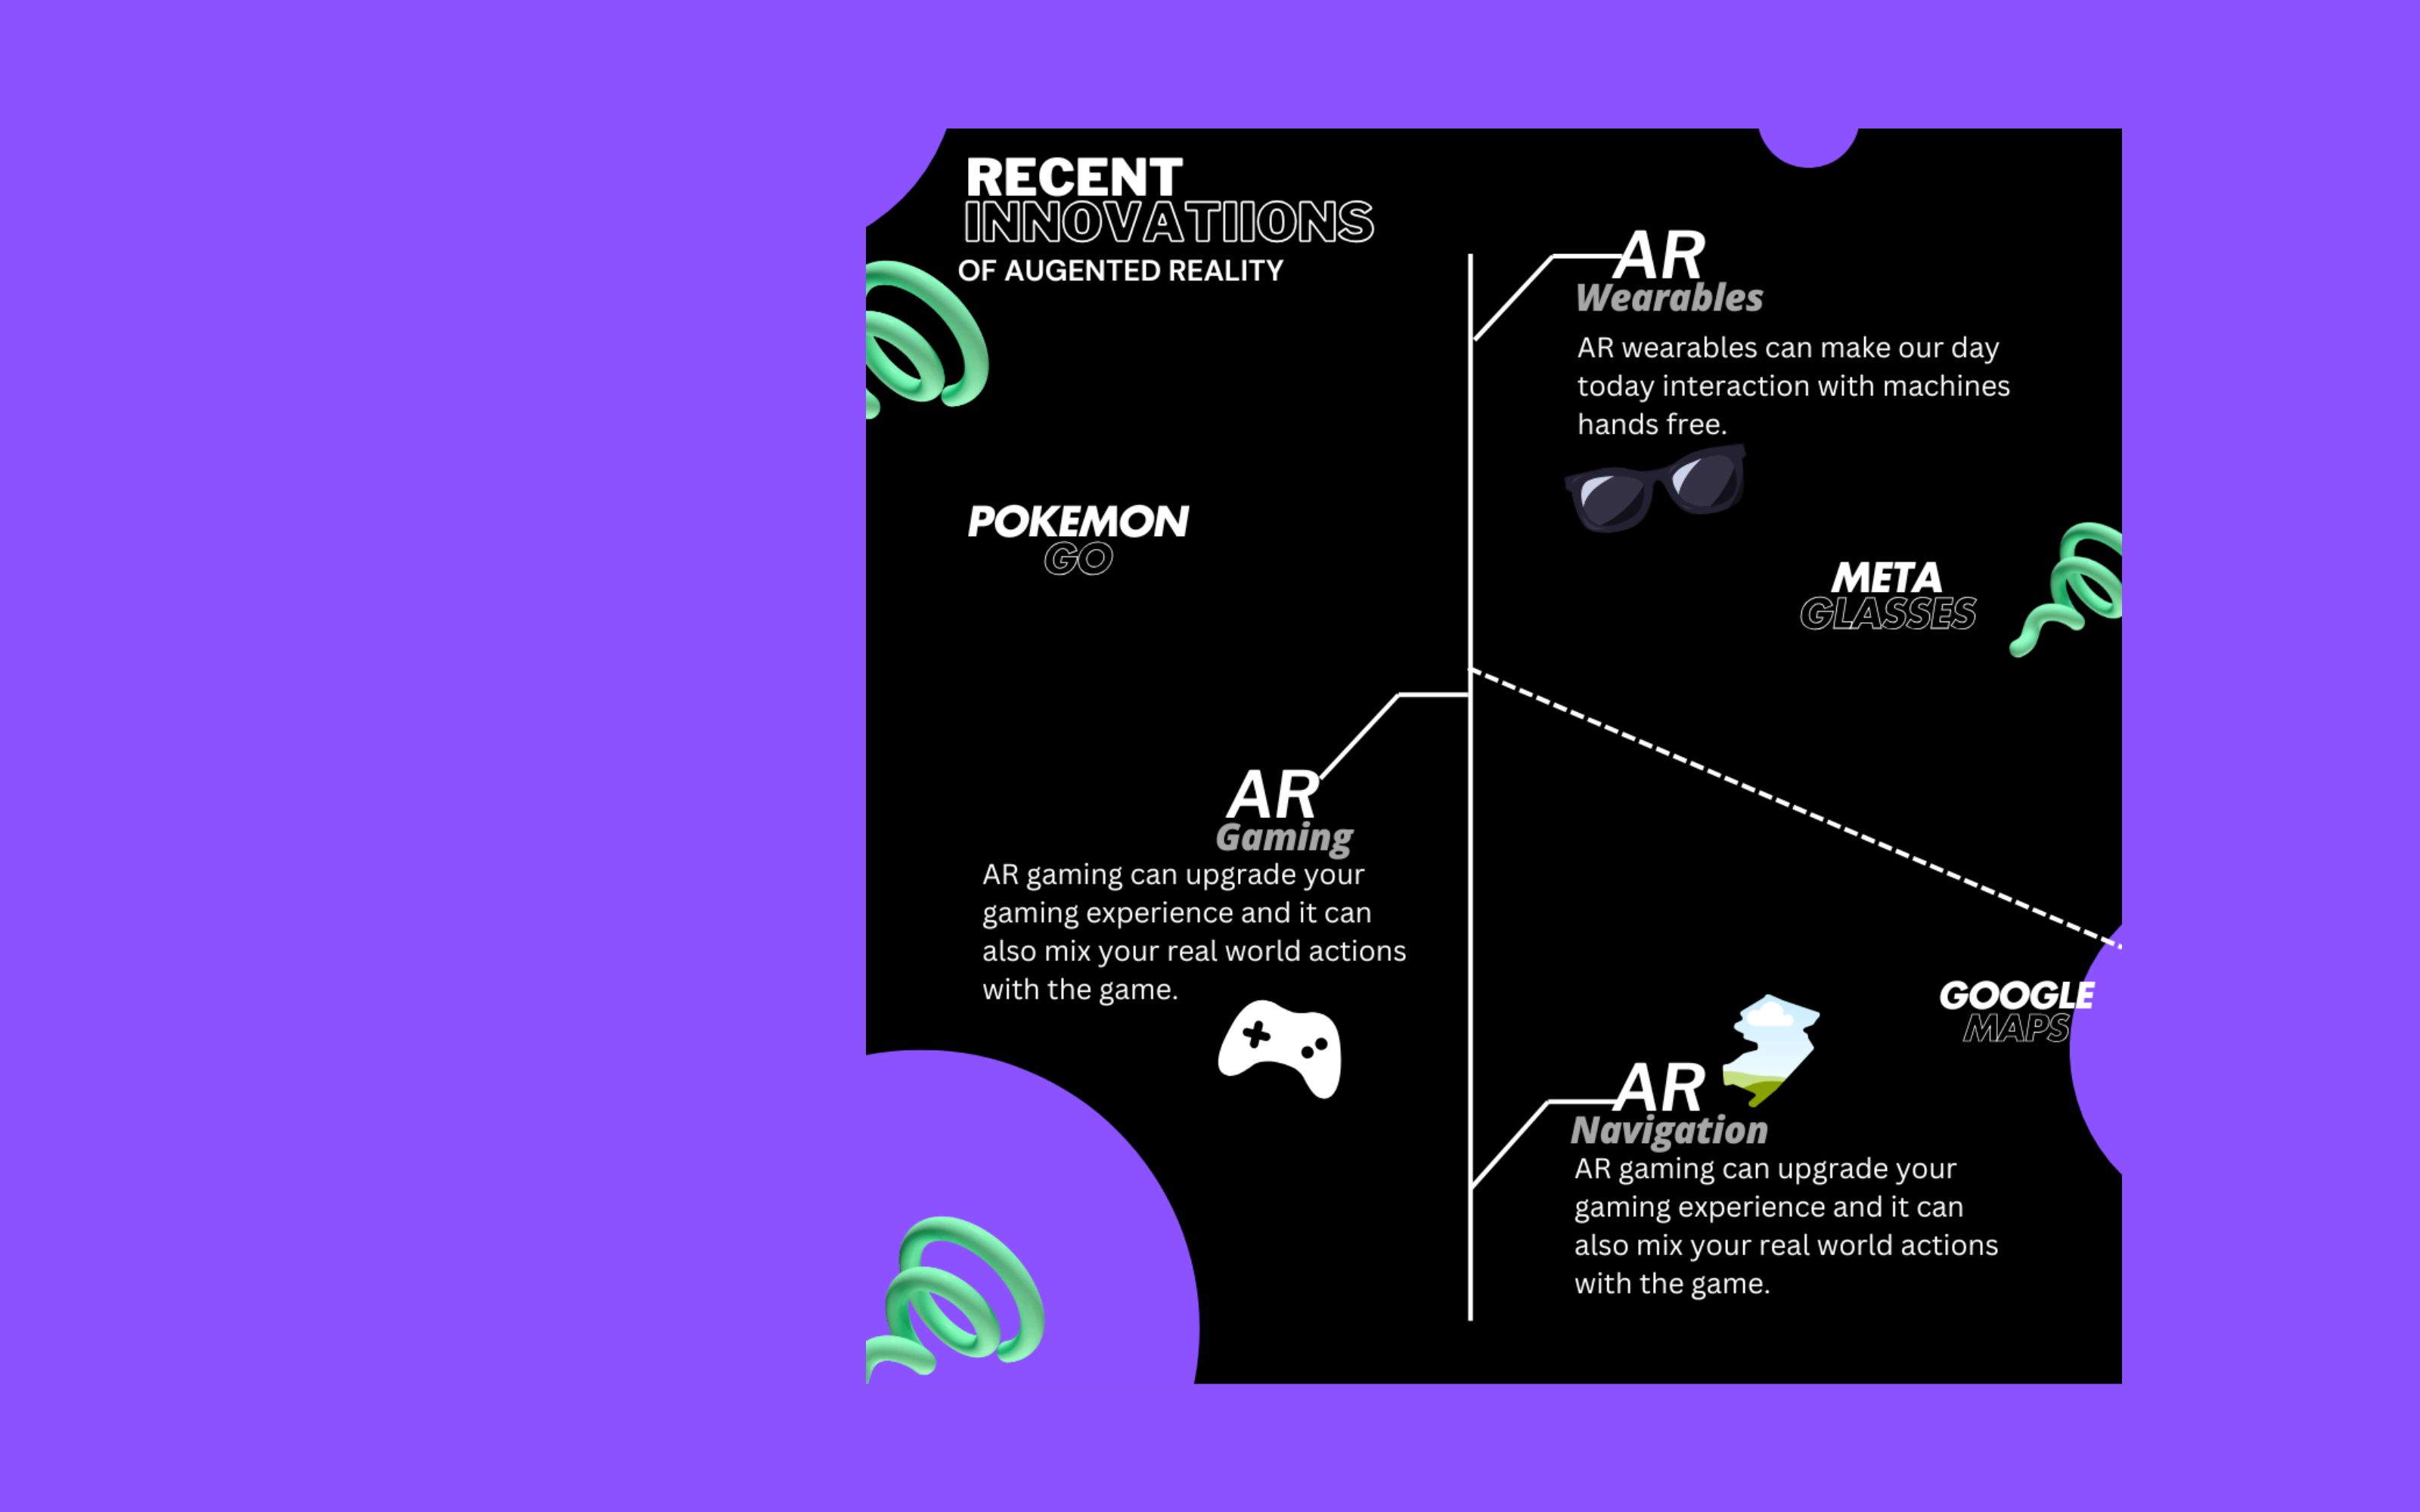 RECENT
INNOVATIIONS
OF AUGENTED REALITY
AR
Wearables
AR wearables can make our day
today interaction with machines
hands free.
POKEMON
GO
META
GLASSES
AR
Gaming
AR gaming can upgrade your
gaming experience and it can
also mix your real world actions
with the game.
GOOGLE
MAPS
AR
Navigation
AR gaming can upgrade your
gaming experience and it can
also mix your real world actions
with the game.